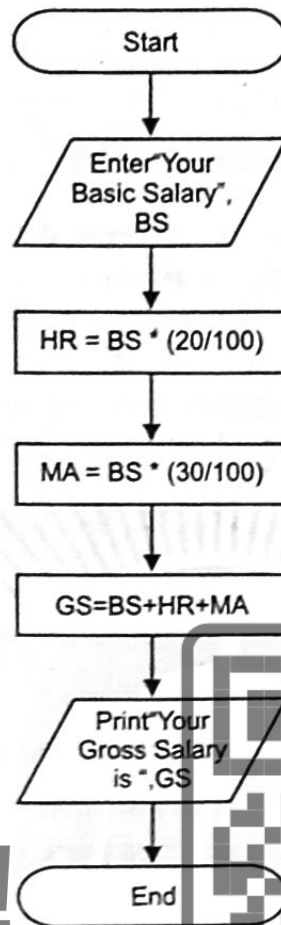 Start
Enter"Your
Basic Salary",
BS
HR = BS * (20/100)
MA = BS * (30/100)
GS=BS+HR+MA
Print"Your
Gross Salary
is ",GS
End